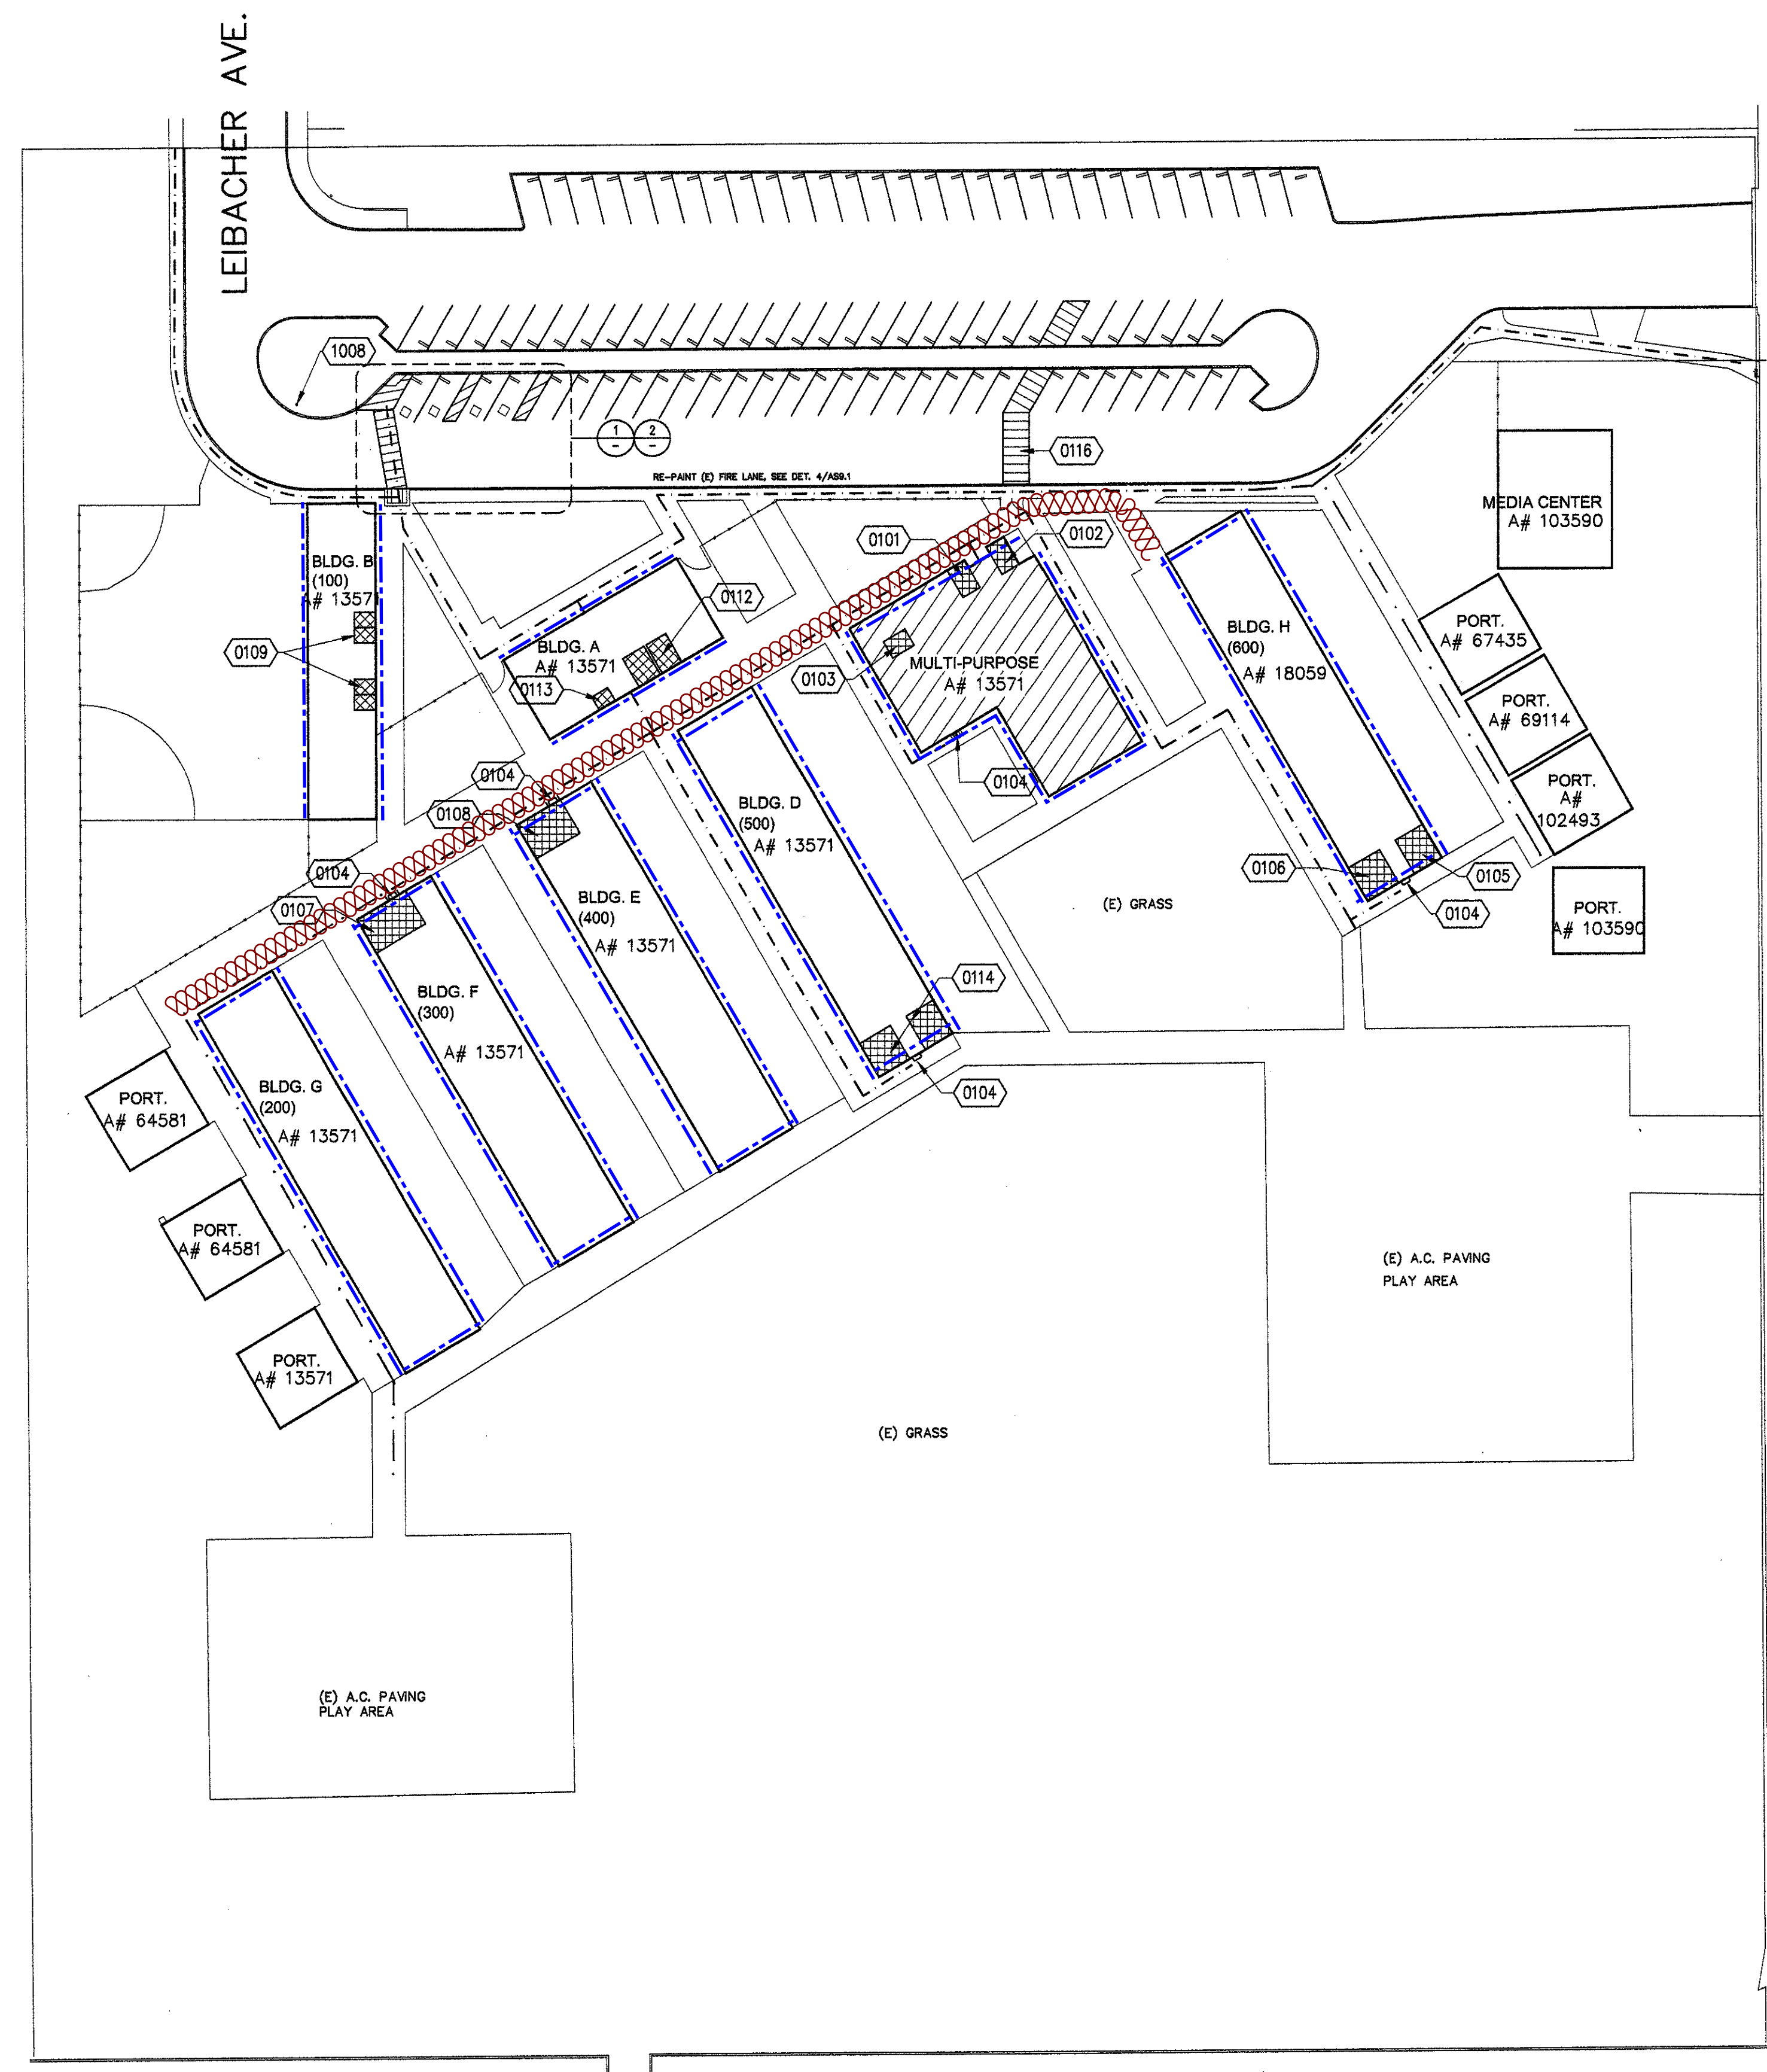 LEIBACHER AVE.
1008
1
-
2
-
0116
RE-PAINT (E) FIRE LANE, SEE DET. 4/AS9.1
MEDIA CENTER
A# 103590
0101
0102
BLDG. B
(100)
A# 13571
0109
0112
BLDG. A
A# 13571
0113
0103
MULTI-PURPOSE
A# 13571
BLDG. H
(600)
A# 18059
PORT.
A# 67435
PORT.
A# 69114
PORT.
A#
102493
0104
0104
0108
BLDG. D
(500)
A# 13571
0104
0107
0106
0105
0104
BLDG. E
(400)
A# 13571
(E) GRASS
PORT.
A# 103590
BLDG. F
(300)
A# 13571
0114
0104
PORT.
A# 64581
BLDG. G
(200)
A# 13571
PORT.
A# 64581
(E) A.C. PAVING
PLAY AREA
PORT.
A# 13571
(E) GRASS
(E) A.C. PAVING
PLAY AREA